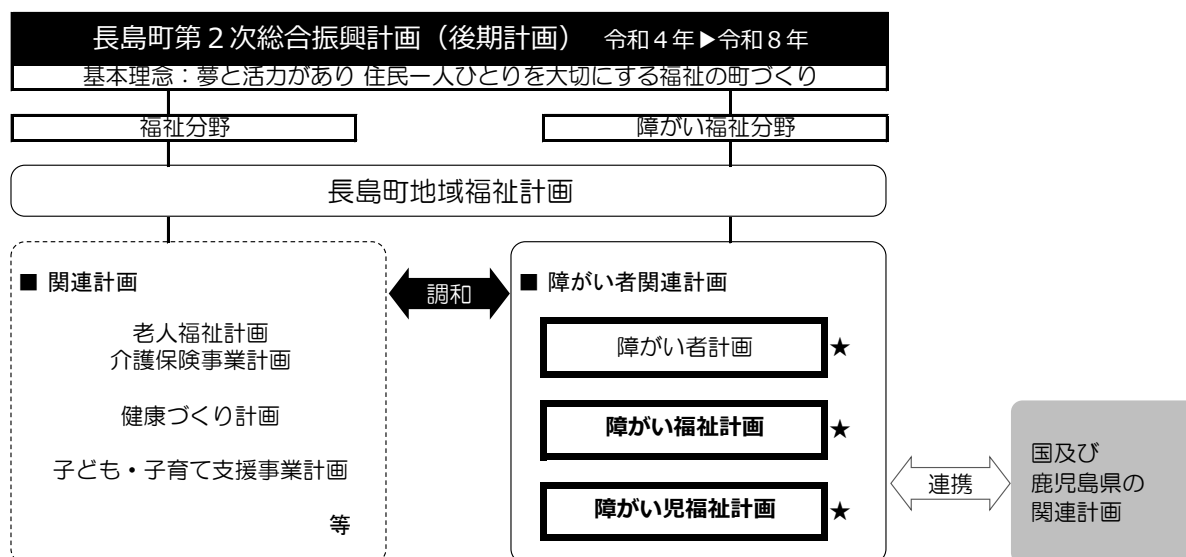 長島町第２次総合振興計画（後期計画） 令和４年▶令和８年
基本理念：夢と活力があり 住民一人ひとりを大切にする福祉の町づくり
福祉分野
障がい福祉分野
長島町地域福祉計画
■ 関連計画
老人福祉計画
介護保険事業計画
健康づくり計画
子ども・子育て支援事業計画
等
調和
■ 障がい者関連計画
障がい者計画 ★
障がい福祉計画 ★
障がい児福祉計画 ★
連携
国及び
鹿児島県の
関連計画